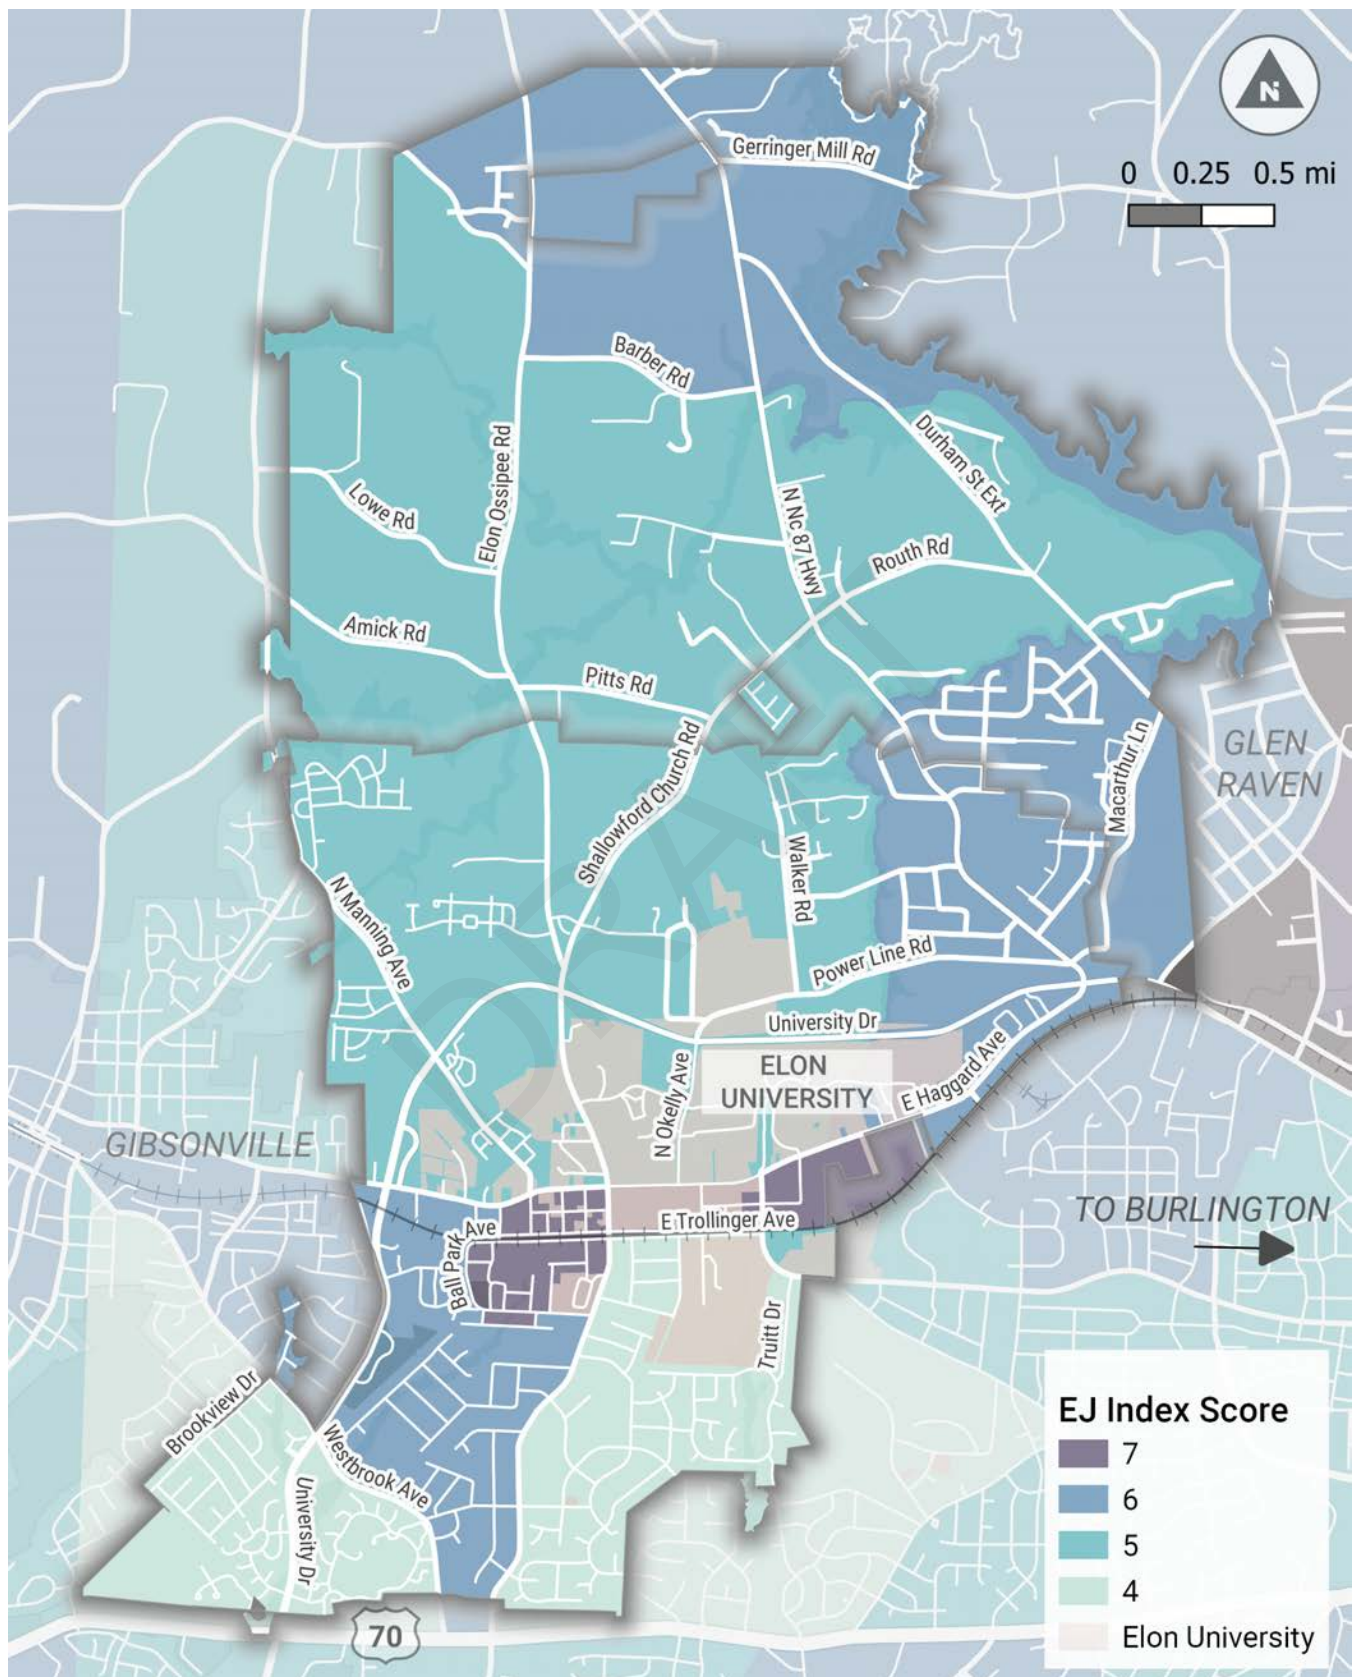 N
0 0.25 0.5 mi
Gerringer Mill Rd
Barber Rd
Durham St Ext
Elon Ossipee Rd
Lowe Rd
N Nc 87 Hwy
Routh Rd
Amick Rd
Pitts Rd
Shallowford Church Rd
Macarthur Ln
GLEN
RAVEN
Walker Rd
N Manning Ave
Power Line Rd
University Dr
ELON
UNIVERSITY
N Okelly Ave
E Haggard Ave
GIBSONVILLE
DRAFT
TO BURLINGTON
Ball Park Ave
E Trollinger Ave
Truitt Dr
Brookview Dr
Westbrook Ave
University Dr
70
EJ Index Score
7
6
5
4
Elon University